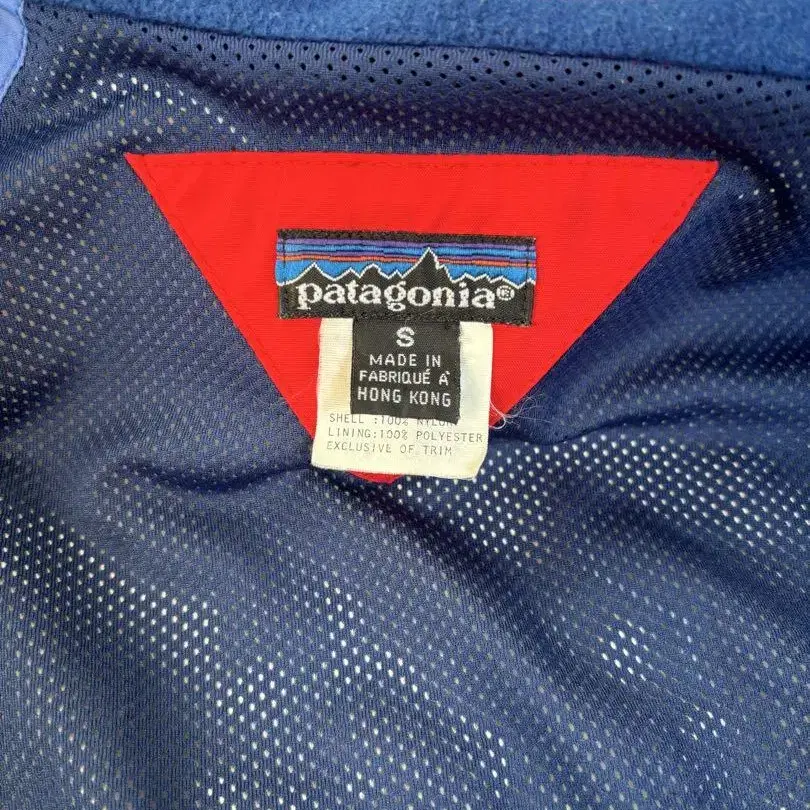 patagonia®
S
MADE IN
FABRIQUÉ À
HONG KONG
SHELL :100% NYLON
LINING:100% POLYESTER
EXCLUSIVE OF TRIM